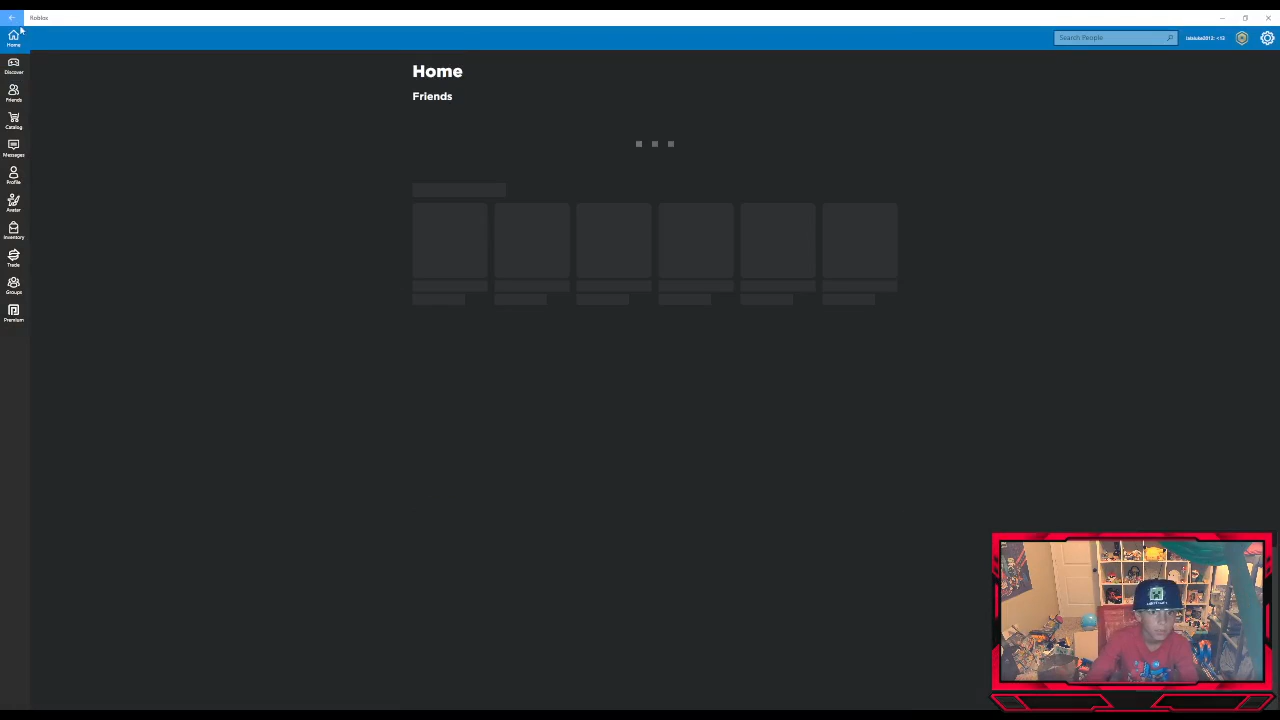 Roblox
Home
Search People
Discover
Friends
Catalog
Messages
Profile
Avatar
Inventory
Trade
Groups
Premium
Home
Friends